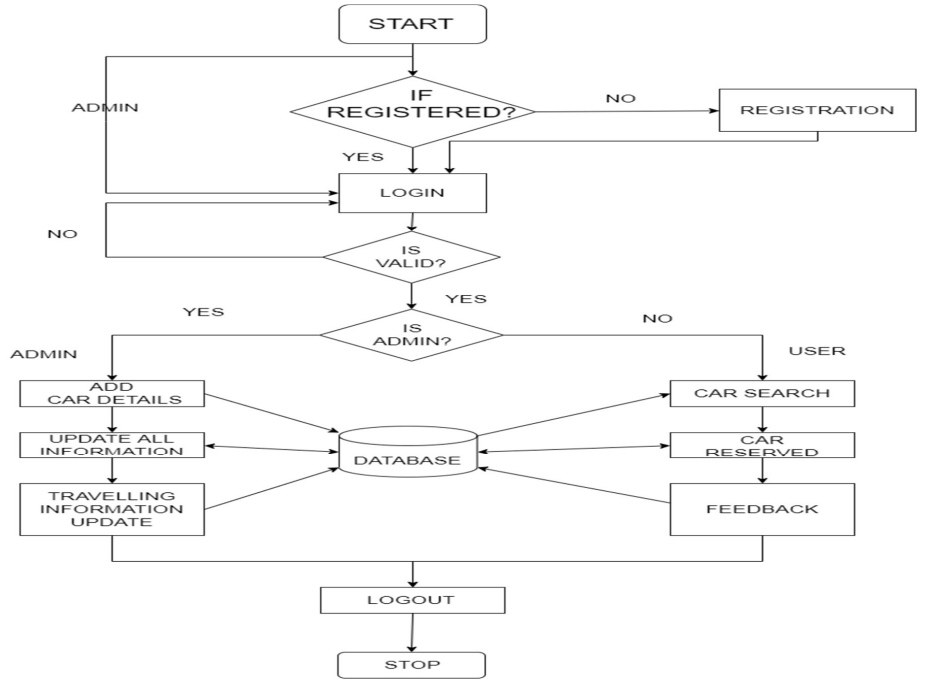 START
IF
REGISTERED?
NO
REGISTRATION
ADMIN
YES
LOGIN
NO
IS
VALID?
YES
YES
IS
ADMIN?
NO
ADMIN
USER
ADD
CAR DETAILS
CAR SEARCH
UPDATE ALL
INFORMATION
DATABASE
CAR
RESERVED
TRAVELLING
INFORMATION
UPDATE
FEEDBACK
LOGOUT
STOP